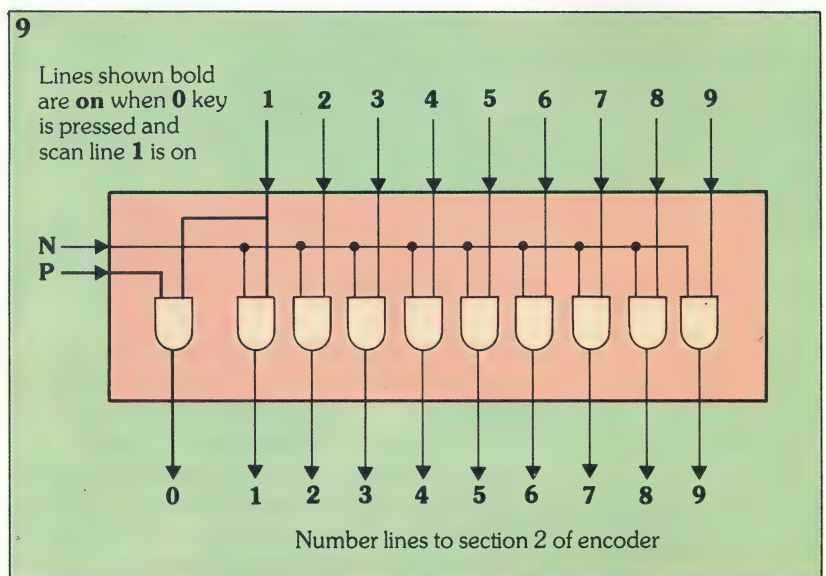 9
Lines shown bold
are on when 0 key
is pressed and
scan line 1 is on
1 2 3 4 5 6 7 8 9
N
P
0 1 2 3 4 5 6 7 8 9
Number lines to section 2 of encoder